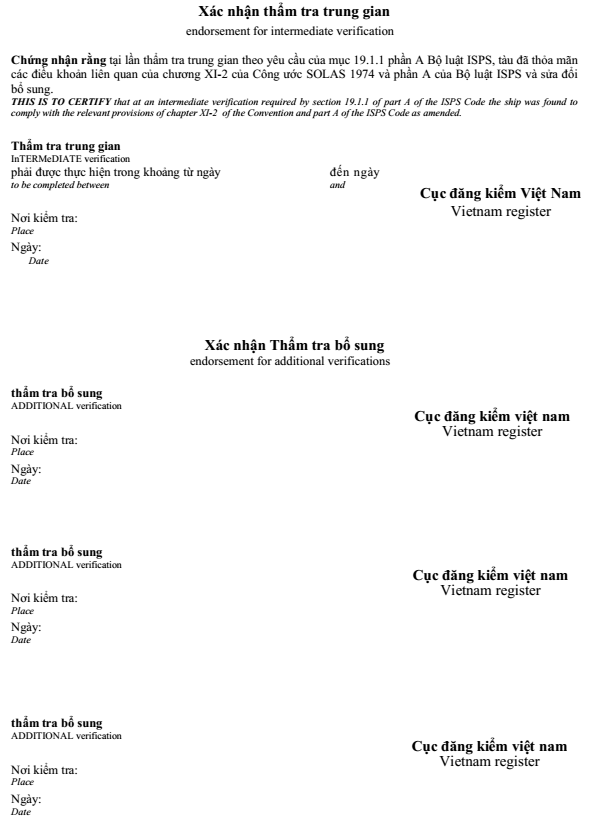 Xác nhận thẩm tra trung gian
endorsement for intermediate verification
Chứng nhận rằng tại lần thẩm tra trung gian theo yêu cầu của mục 19.1.1 phần A Bộ luật ISPS, tàu đã thỏa mãn
các điều khoản liên quan của chương XI-2 của Công ước SOLAS 1974 và phần A của Bộ luật ISPS và sửa đổi
bổ sung.
THIS IS TO CERTIFY that at an intermediate verification required by section 19.1.1 of part A of the ISPS Code the ship was found to
comply with the relevant provisions of chapter XI-2 of the Convention and part A of the ISPS Code as amended.
Thẩm tra trung gian
InTERMeDIATE verification
phải được thực hiện trong khoảng từ ngày đến ngày
to be completed between and
Cục đăng kiểm Việt Nam
Vietnam register
Nơi kiểm tra:
Place
Ngày:
Date
Xác nhận Thẩm tra bổ sung
endorsement for additional verifications
thẩm tra bổ sung
ADDITIONAL verification
Cục đăng kiểm việt nam
Vietnam register
Nơi kiểm tra:
Place
Ngày:
Date
thẩm tra bổ sung
ADDITIONAL verification
Cục đăng kiểm việt nam
Vietnam register
Nơi kiểm tra:
Place
Ngày:
Date
thẩm tra bổ sung
ADDITIONAL verification
Cục đăng kiểm việt nam
Vietnam register
Nơi kiểm tra:
Place
Ngày:
Date